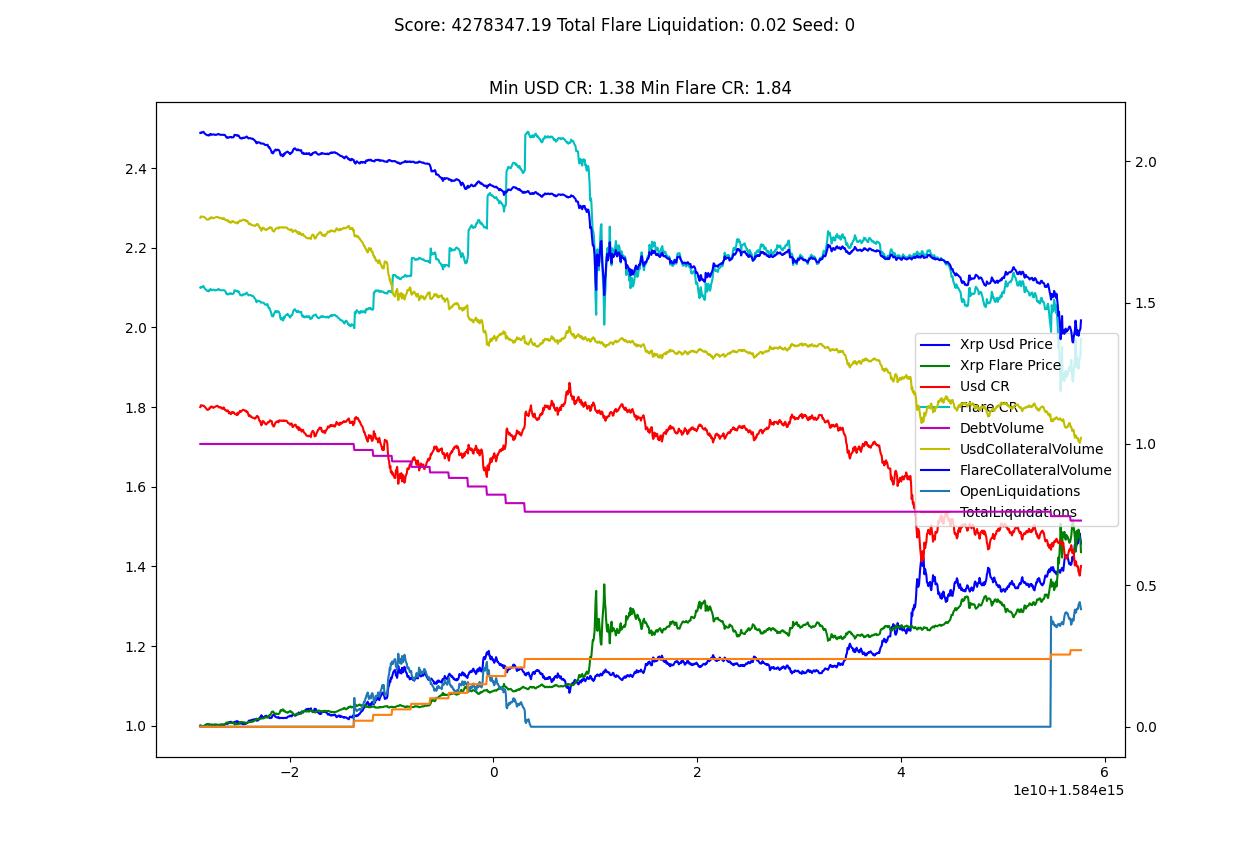 Score: 4278347.19 Total Flare Liquidation: 0.02 Seed: 0
Min USD CR: 1.38 Min Flare CR: 1.84
2.4
2.2
2.0
1.8
1.6
1.4
1.2
1.0
2.0
1.5
1.0
0.5
0.0
Xrp Usd Price
Xrp Flare Price
Usd CR
Flare CR
DebtVolume
UsdCollateralVolume
FlareCollateralVolume
OpenLiquidations
TotalLiquidations
−2
0
2
4
6
1e10+1.584e15